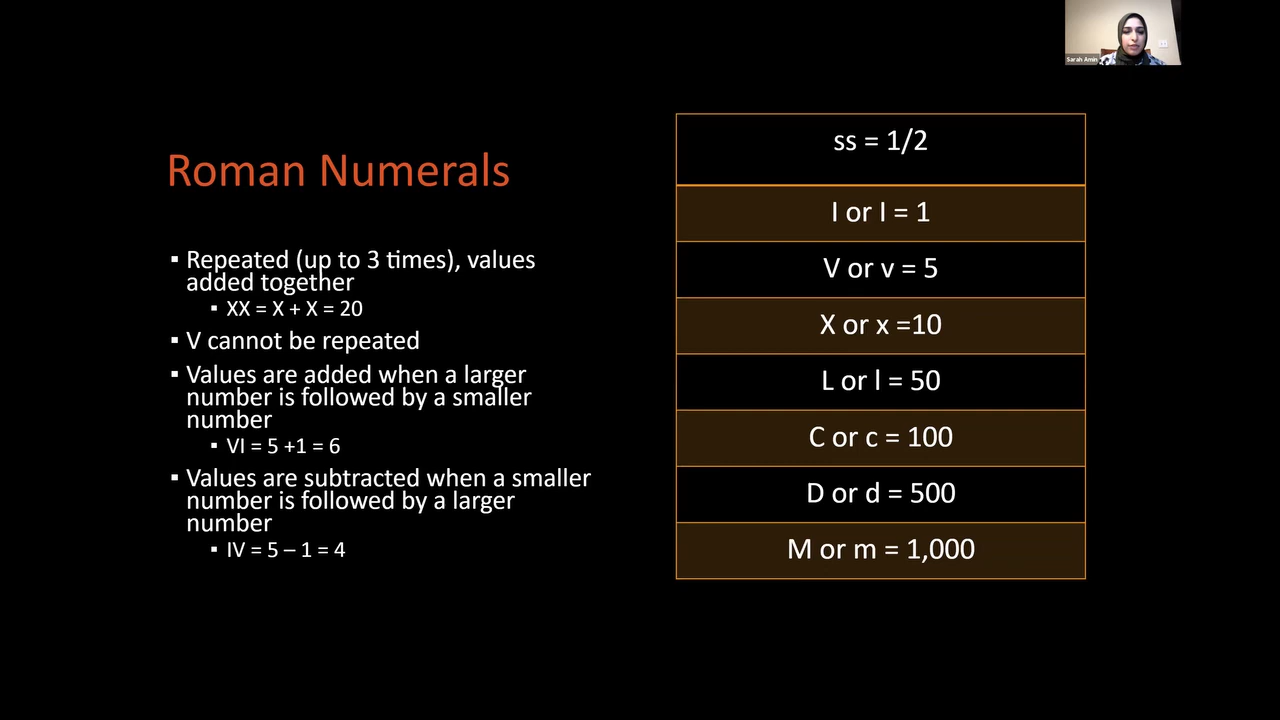 Sarah Amin
Roman Numerals
▪ Repeated (up to 3 times), values
added together
▪ XX = X + X = 20
▪ V cannot be repeated
▪ Values are added when a larger
number is followed by a smaller
number
▪ VI = 5 +1 = 6
▪ Values are subtracted when a smaller
number is followed by a larger
number
▪ IV = 5 – 1 = 4
ss = 1/2
I or I = 1
V or v = 5
X or x =10
L or l = 50
C or c = 100
D or d = 500
M or m = 1,000